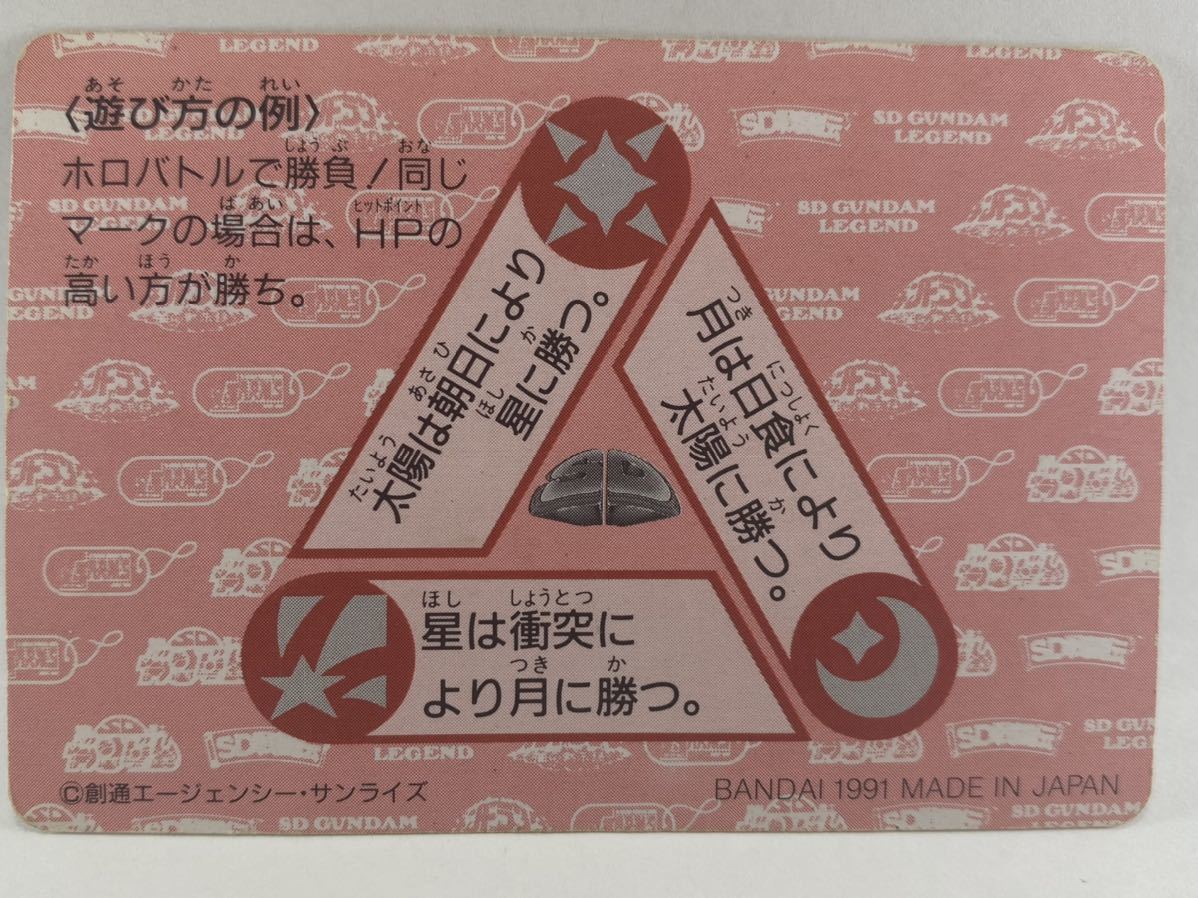 〈遊び方の例〉
ホロバトルで勝負！同じ
マークの場合は、HPの
高い方が勝ち。
太陽は朝日により
星に勝つ。
月は日食により
太陽に勝つ。
星は衝突に
より月に勝つ。
©創通エージェンシー・サンライズ
BANDAI 1991 MADE IN JAPAN
SD GUNDAM
LEGEND